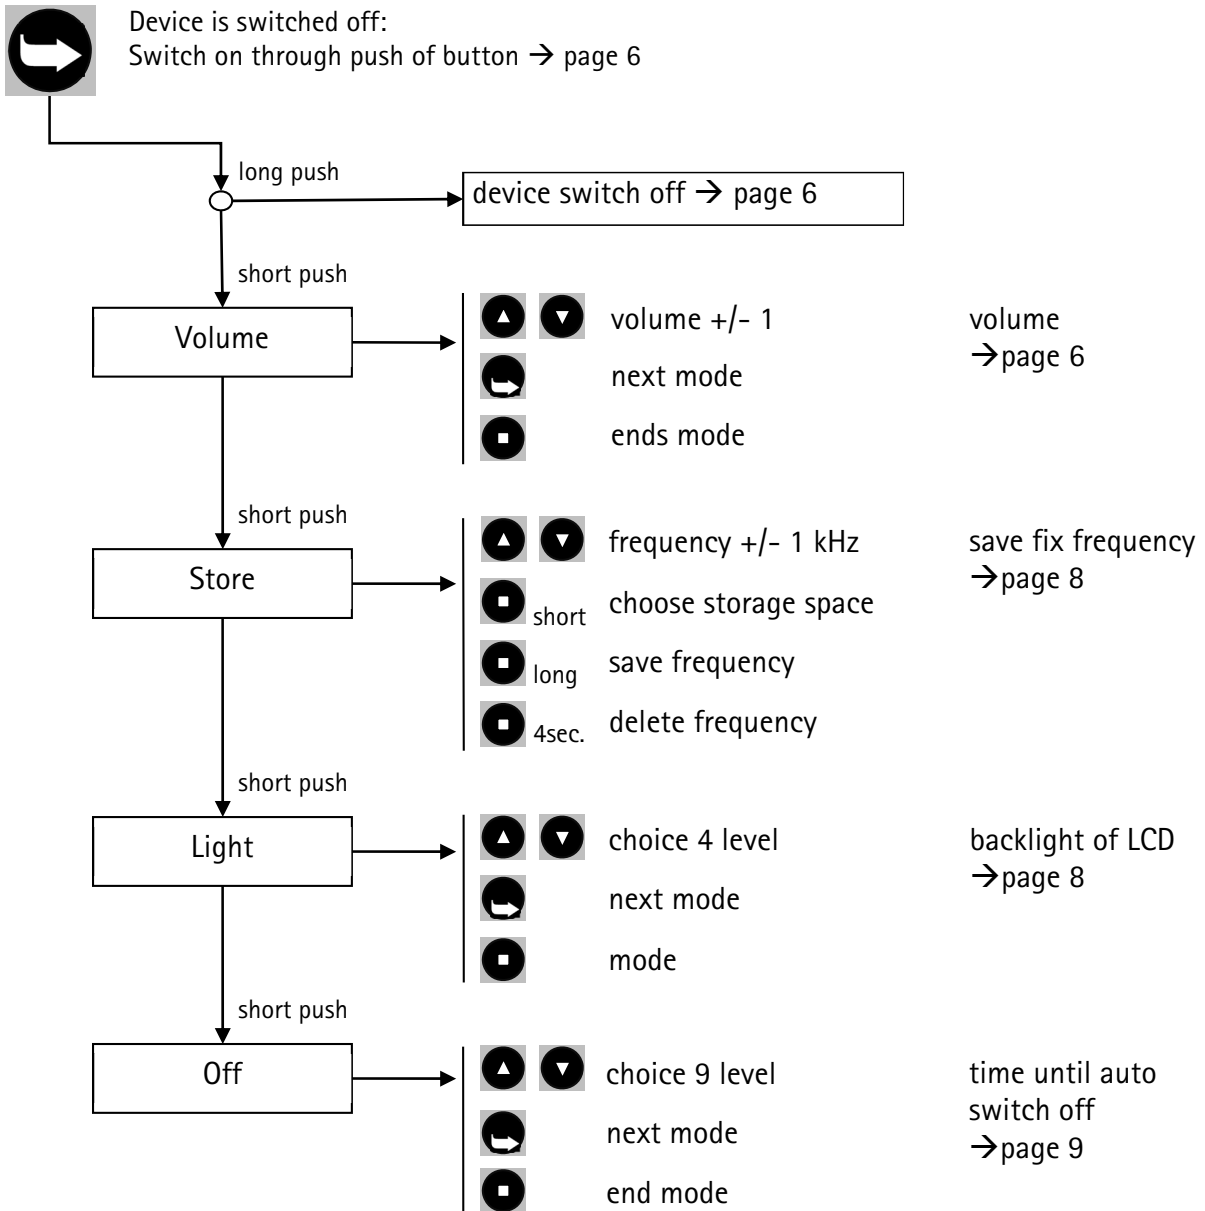 Device is switched off:
Switch on through push of button → page 6
long push
device switch off → page 6
short push
Volume
volume +/- 1
volume
→page 6
next mode
ends mode
short push
Store
frequency +/- 1 kHz
save fix frequency
→page 8
short choose storage space
long save frequency
4sec. delete frequency
short push
Light
choice 4 level
backlight of LCD
→page 8
next mode
mode
short push
Off
choice 9 level
time until auto
switch off
→page 9
next mode
end mode